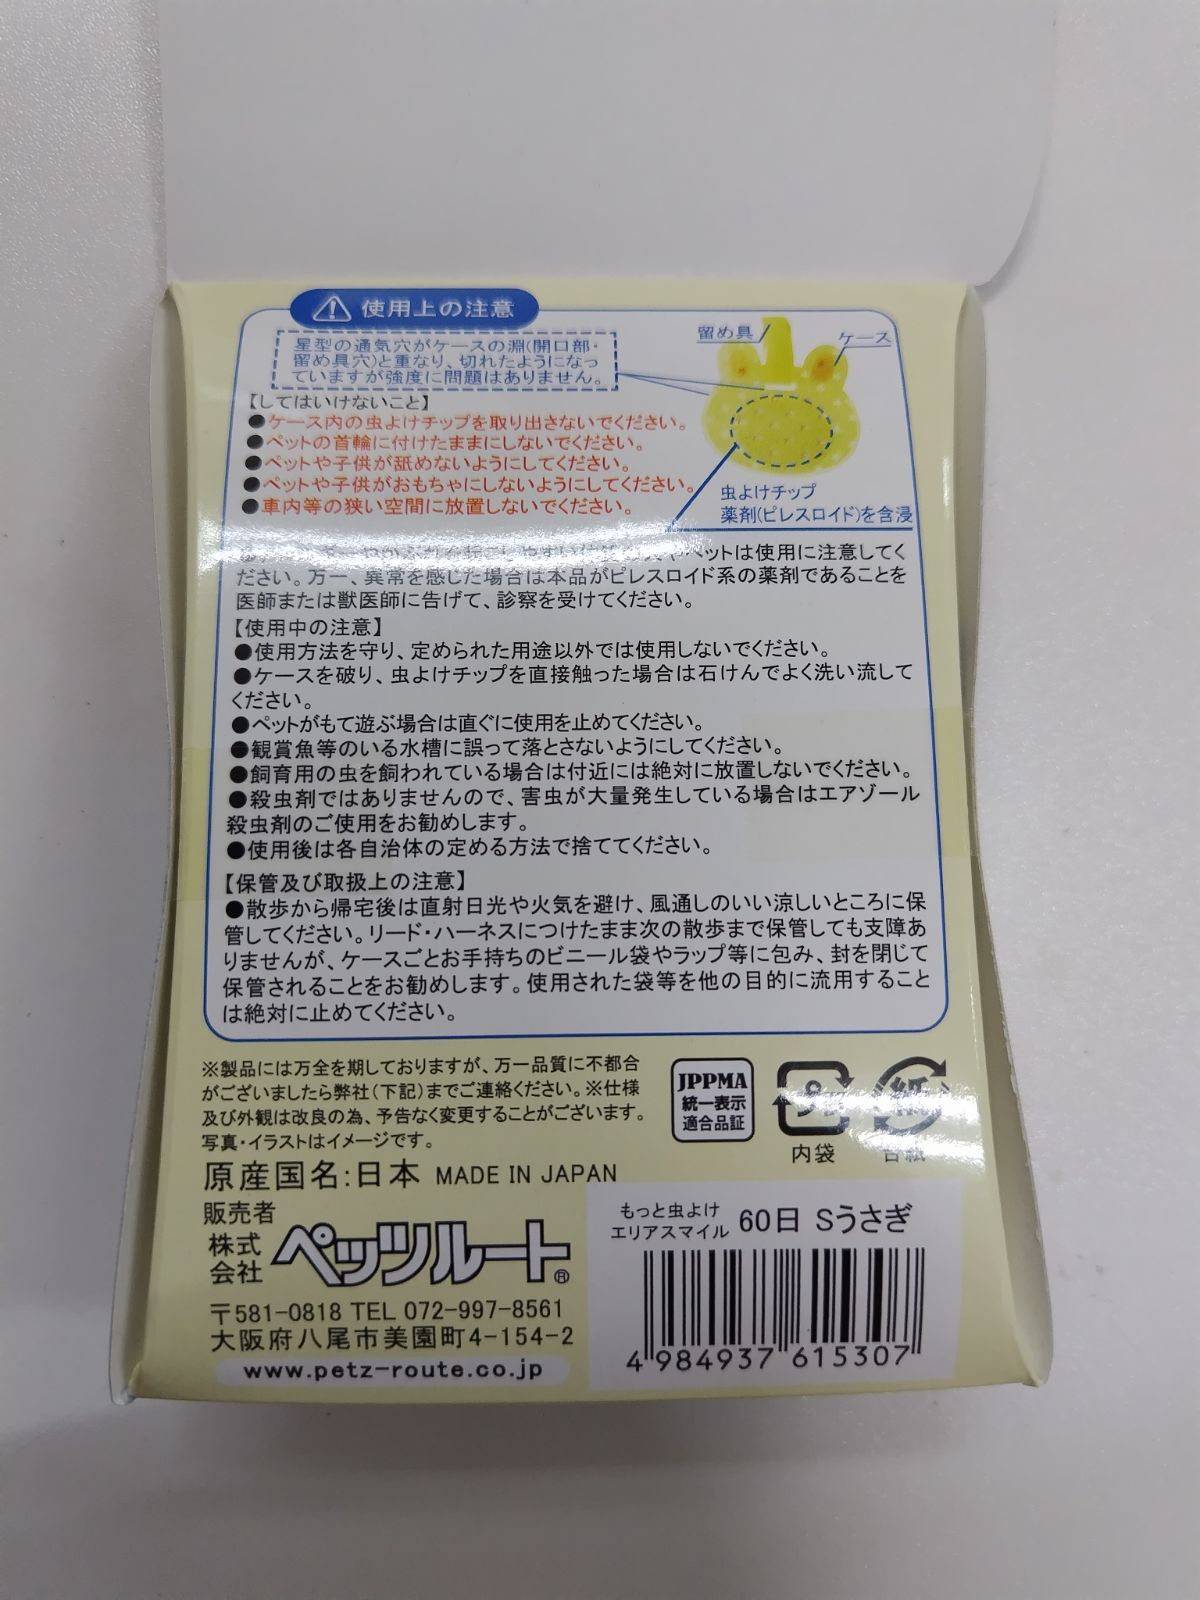 使用上の注意
星型の通気穴がケースの淵(開口部・
留め具穴)と重なり、切れたようになっ
ていますが強度に問題はありません。
留め具
ケース
【してはいけないこと】
●ケース内の虫よけチップを取り出さないでください。
●ペットの首輪に付けたままにしないでください。
●ペットや子供が舐めないようにしてください。
●ペットや子供がおもちゃにしないようにしてください。
●車内等の狭い空間に放置しないでください。
虫よけチップ
薬剤(ピレスロイド)を含浸
ペットは使用に注意してく
ださい。万一、異常を感じた場合は本品がピレスロイド系の薬剤であることを
医師または獣医師に告げて、診察を受けてください。
【使用中の注意】
●使用方法を守り、定められた用途以外では使用しないでください。
●ケースを破り、虫よけチップを直接触った場合は石けんでよく洗い流して
ください。
●ペットがもて遊ぶ場合は直ぐに使用を止めてください。
●観賞魚等のいる水槽に誤って落とさないようにしてください。
●飼育用の虫を飼われている場合は付近には絶対に放置しないでください。
●殺虫剤ではありませんので、害虫が大量発生している場合はエアゾール
殺虫剤のご使用をお勧めします。
●使用後は各自治体の定める方法で捨ててください。
【保管及び取扱上の注意】
●散歩から帰宅後は直射日光や火気を避け、風通しのいい涼しいところに保
管してください。リード・ハーネスにつけたまま次の散歩まで保管しても支障あ
りませんが、ケースごとお手持ちのビニール袋やラップ等に包み、封を閉じて
保管されることをお勧めします。使用された袋等を他の目的に流用すること
は絶対に止めてください。
※製品には万全を期しておりますが、万一品質に不都合
がございましたら弊社(下記)までご連絡ください。※仕様
及び外観は改良の為、予告なく変更することがございます。
写真・イラストはイメージです。
JPPMA
統一表示
適合品証
内袋
紙
台紙
原産国名:日本 MADE IN JAPAN
販売者
株式
会社
ペッツルート®
〒581-0818 TEL 072-997-8561
大阪府八尾市美園町4-154-2
www.petz-route.co.jp
もっと虫よけ
エリアスマイル 60日 Sうさぎ
4 984937 615307